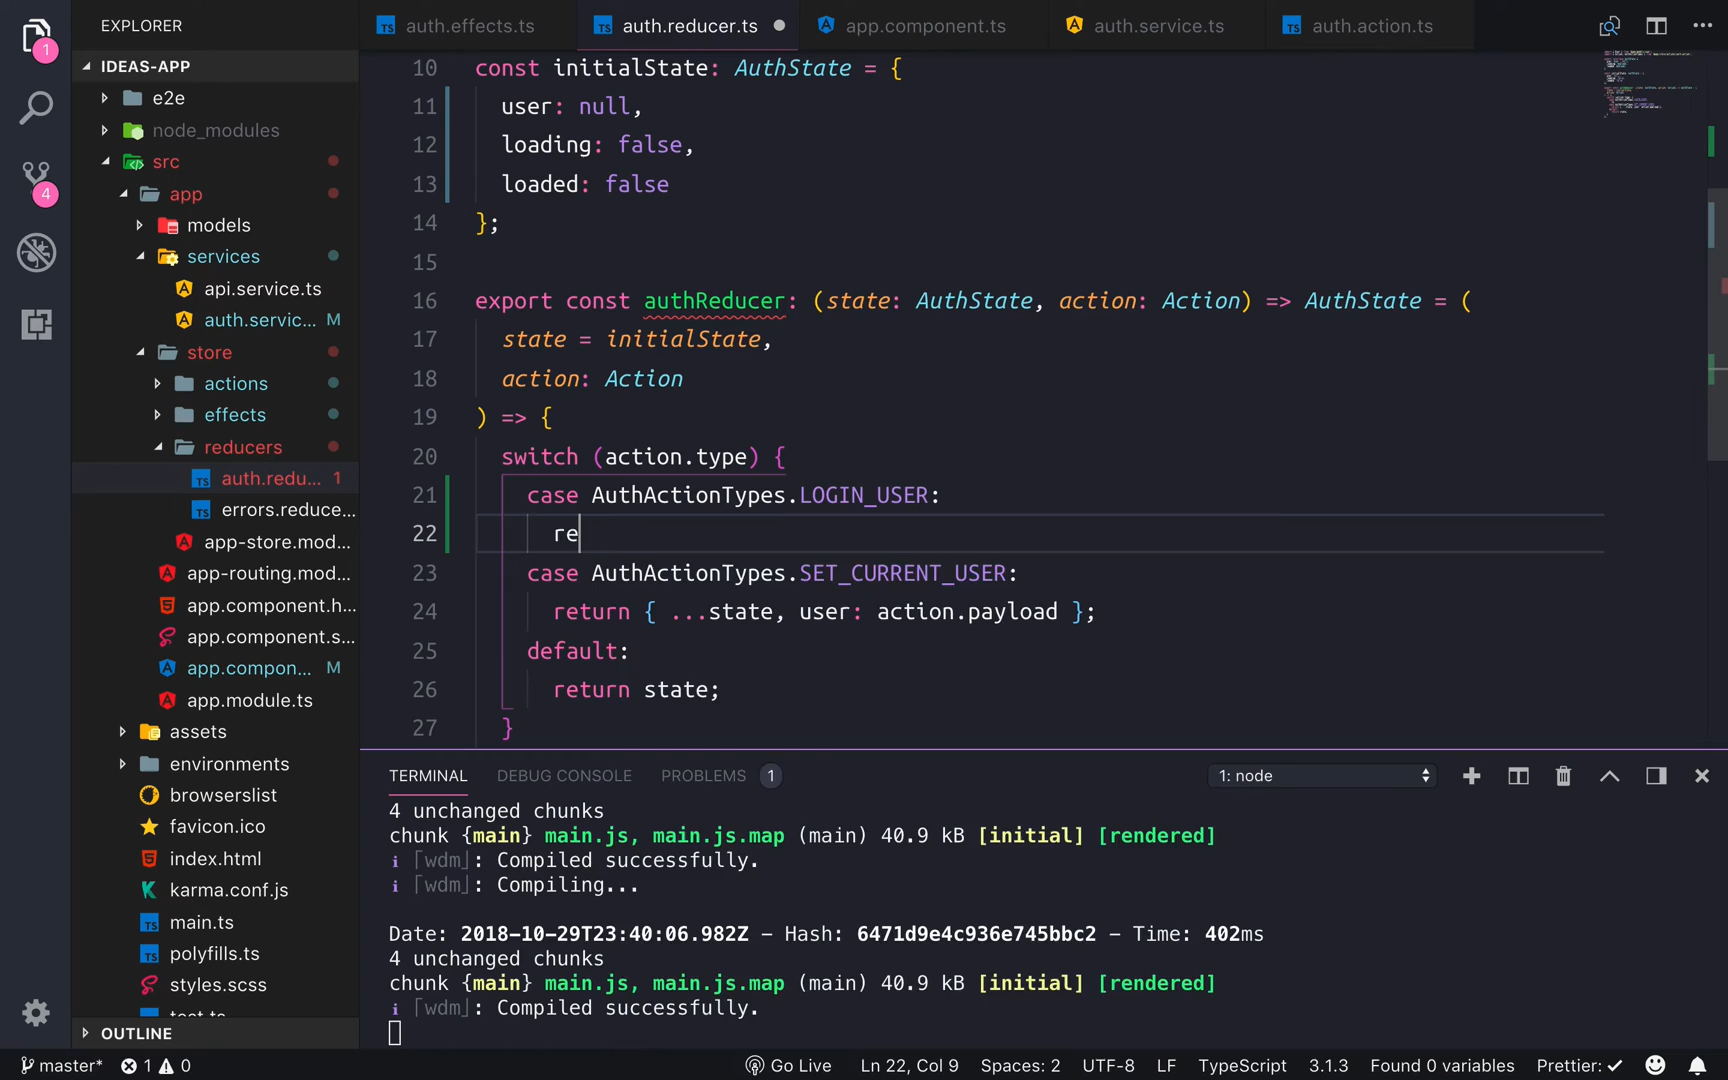 EXPLORER
auth.effects.ts
auth.reducer.ts
app.component.ts
auth.service.ts
auth.action.ts
1
4
IDEAS-APP
e2e
node_modules
src
app
models
services
api.service.ts
auth.servic... M
store
actions
effects
reducers
auth.redu... 1
errors.reduce...
app-store.mod...
app-routing.mod...
app.component.h...
app.component.s...
app.compon... M
app.module.ts
assets
environments
browserslist
favicon.ico
index.html
karma.conf.js
main.ts
polyfills.ts
styles.scss
OUTLINE
10 const initialState: AuthState = {
11 user: null,
12 loading: false,
13 loaded: false
14 };
15
16 export const authReducer: (state: AuthState, action: Action) => AuthState = (
17 state = initialState,
18 action: Action
19 ) => {
20 switch (action.type) {
21 case AuthActionTypes.LOGIN_USER:
22 re
23 case AuthActionTypes.SET_CURRENT_USER:
24 return { ...state, user: action.payload };
25 default:
26 return state;
27 }
TERMINAL DEBUG CONSOLE PROBLEMS 1 1: node
4 unchanged chunks
chunk {main} main.js, main.js.map (main) 40.9 kB [initial] [rendered]
i ｢wdm｣: Compiled successfully.
i ｢wdm｣: Compiling...
Date: 2018-10-29T23:40:06.982Z - Hash: 6471d9e4c936e745bbc2 - Time: 402ms
4 unchanged chunks
chunk {main} main.js, main.js.map (main) 40.9 kB [initial] [rendered]
i ｢wdm｣: Compiled successfully.
master* 1 0 Go Live Ln 22, Col 9 Spaces: 2 UTF-8 LF TypeScript 3.1.3 Found 0 variables Prettier: ✓